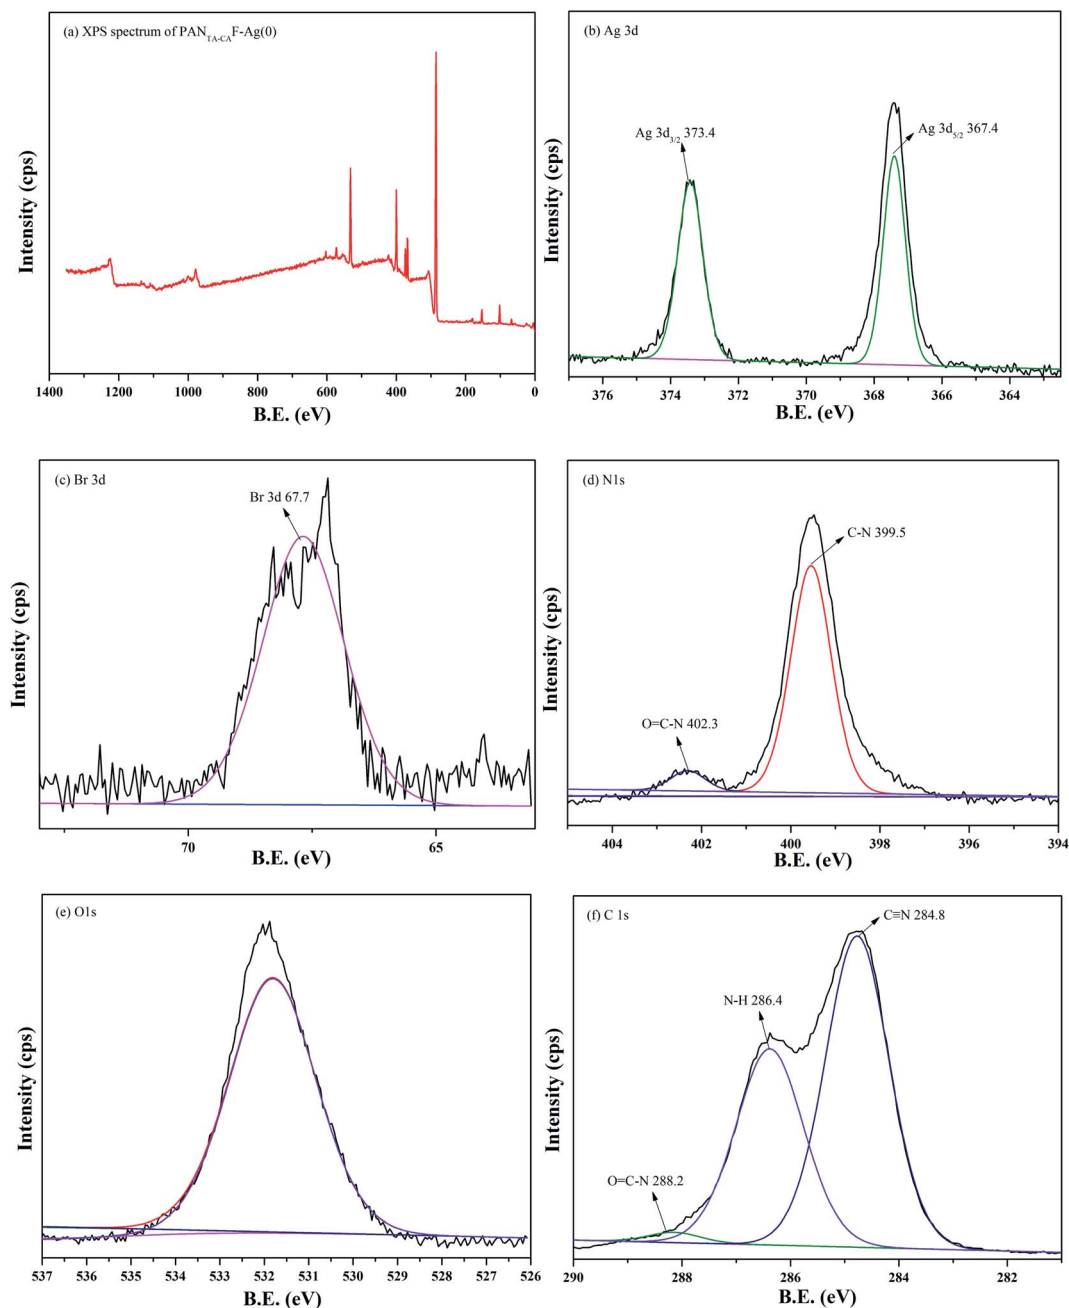 (a) XPS spectrum of PAN_TA-CA F-Ag(0)
Intensity (cps)
1400 1200 1000 800 600 400 200 0
B.E. (eV)
(b) Ag 3d
Ag 3d3/2 373.4
Ag 3d5/2 367.4
Intensity (cps)
376 374 372 370 368 366 364
B.E. (eV)
(c) Br 3d
Br 3d 67.7
Intensity (cps)
70 65
B.E. (eV)
(d) N1s
C-N 399.5
O=C-N 402.3
Intensity (cps)
404 402 400 398 396 394
B.E. (eV)
(e) O1s
Intensity (cps)
537 536 535 534 533 532 531 530 529 528 527 526
B.E. (eV)
(f) C 1s
C≡N 284.8
N-H 286.4
O=C-N 288.2
Intensity (cps)
290 288 286 284 282
B.E. (eV)